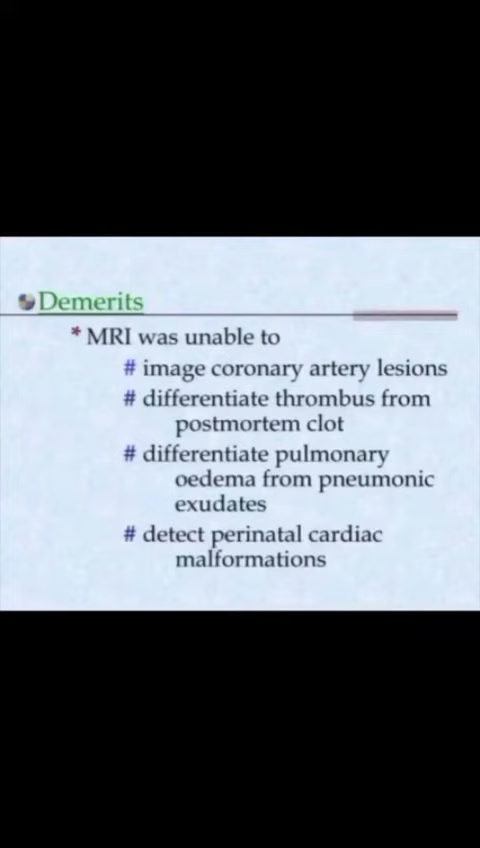 Demerits
* MRI was unable to
# image coronary artery lesions
# differentiate thrombus from
postmortem clot
# differentiate pulmonary
oedema from pneumonic
exudates
# detect perinatal cardiac
malformations